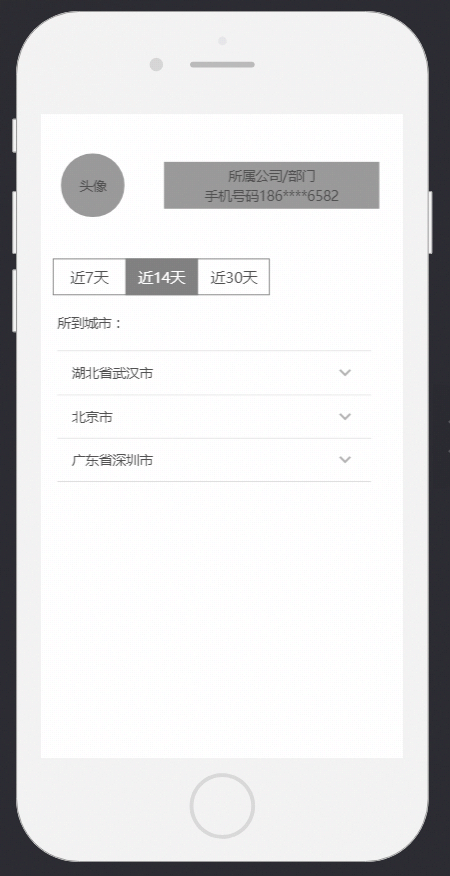 头像
所属公司/部门
手机号码186****6582
近7天 近14天 近30天
所到城市：
湖北省武汉市
北京市
广东省深圳市